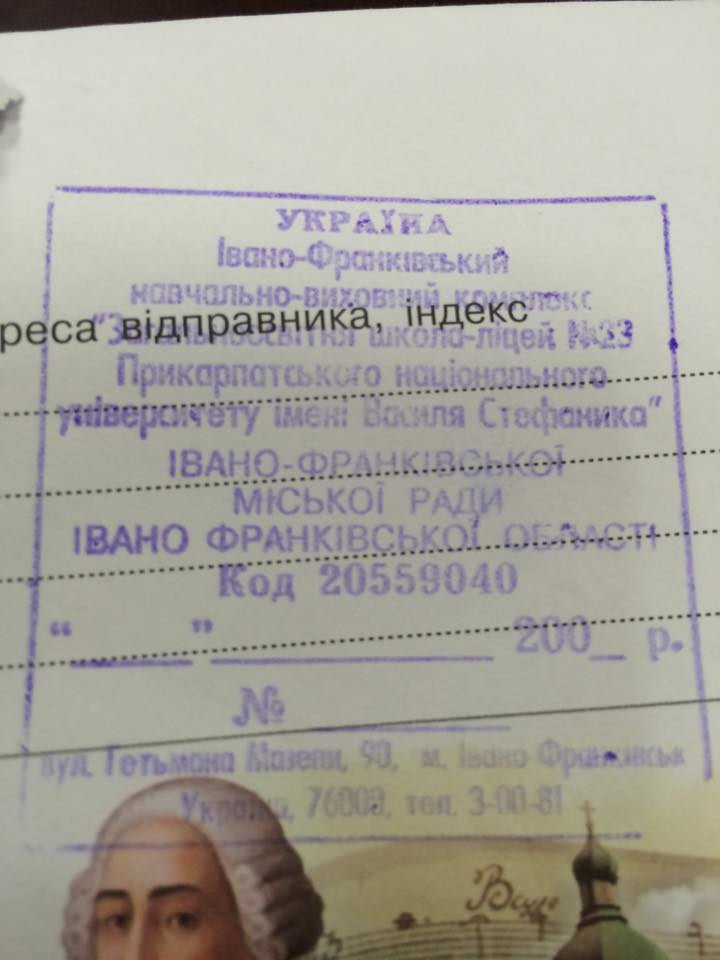 УКРАЇНА
Івано-Франківський
навчально-виховний комплекс
"Загальноосвітня школа-ліцей №23
реса відправника, індекс
Прикарпатського національного
університету імені Василя Стефаника"
ІВАНО-ФРАНКІВСЬКОЇ
МІСЬКОЇ РАДИ
ІВАНО ФРАНКІВСЬКОЇ ОБЛАСТІ
Код 20559040
“ ” 200_ р.
№
вул. Гетьмана Мазепи, 90, м. Івано Франківськ
Україна, 76000, тел. 3-00-81